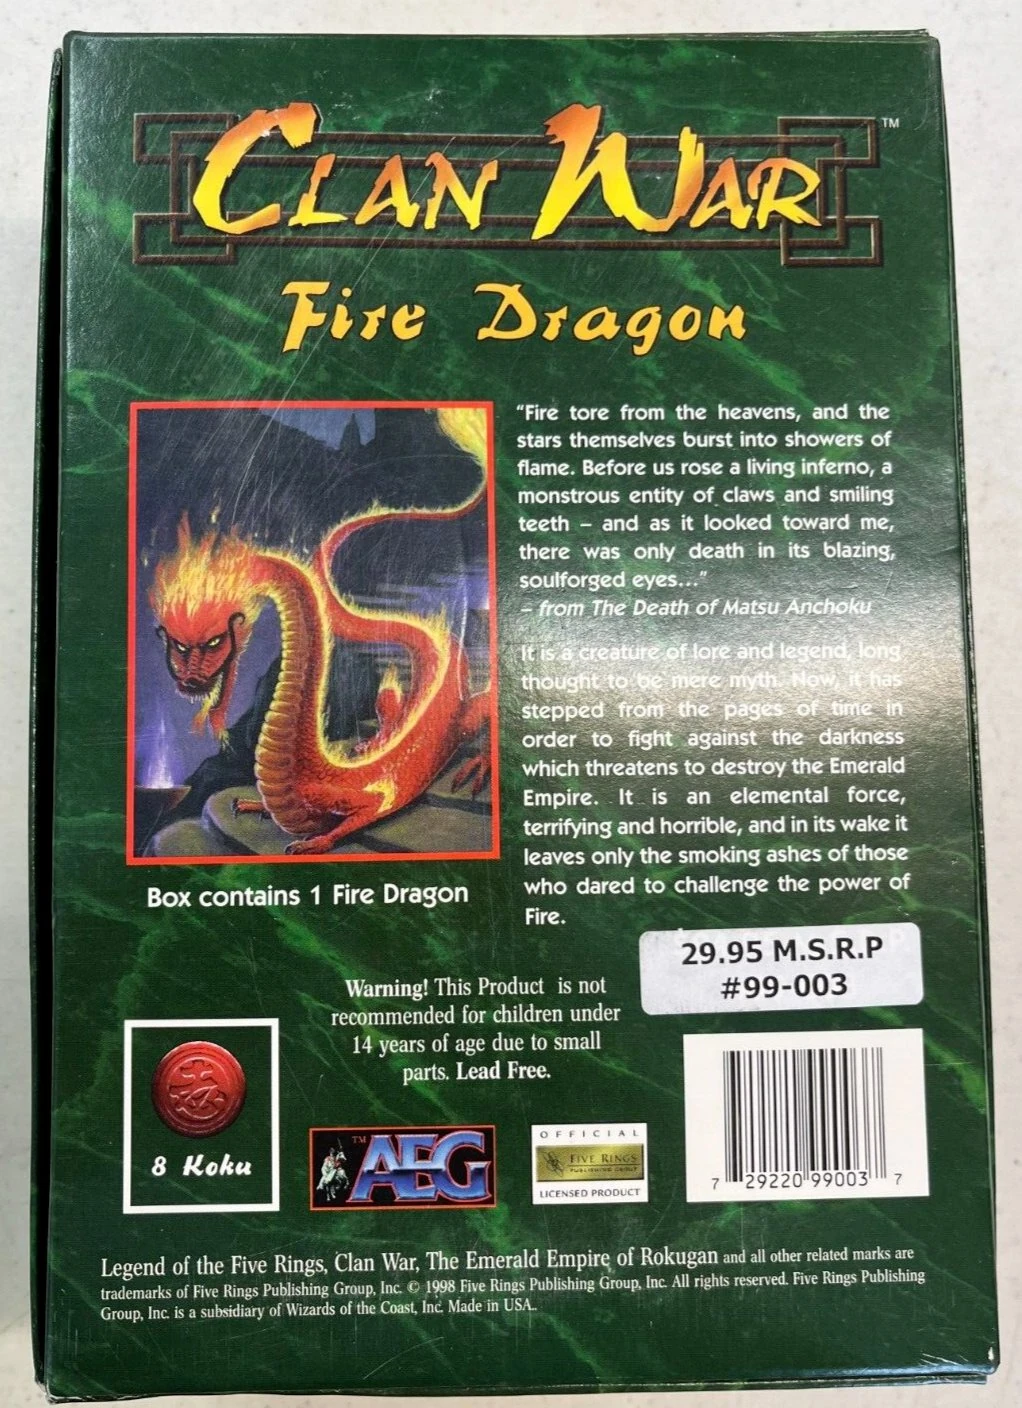 CLAN WAR™
Fire Dragon
"Fire tore from the heavens, and the
stars themselves burst into showers of
flame. Before us rose a living inferno, a
monstrous entity of claws and smiling
teeth – and as it looked toward me,
there was only death in its blazing,
soulforged eyes..."
– from The Death of Matsu Anchoku
It is a creature of lore and legend, long
thought to be mere myth. Now, it has
stepped from the pages of time in
order to fight against the darkness
which threatens to destroy the Emerald
Empire. It is an elemental force,
terrifying and horrible, and in its wake it
leaves only the smoking ashes of those
who dared to challenge the power of
Fire.
Box contains 1 Fire Dragon
29.95 M.S.R.P
#99-003
Warning! This Product is not
recommended for children under
14 years of age due to small
parts. Lead Free.
8 Koku
™ AEG
OFFICIAL
FIVE RINGS
PUBLISHING GROUP
LICENSED PRODUCT
7 29220 99003 7
Legend of the Five Rings, Clan War, The Emerald Empire of Rokugan and all other related marks are
trademarks of Five Rings Publishing Group, Inc. © 1998 Five Rings Publishing Group, Inc. All rights reserved. Five Rings Publishing
Group, Inc. is a subsidiary of Wizards of the Coast, Inc. Made in USA..